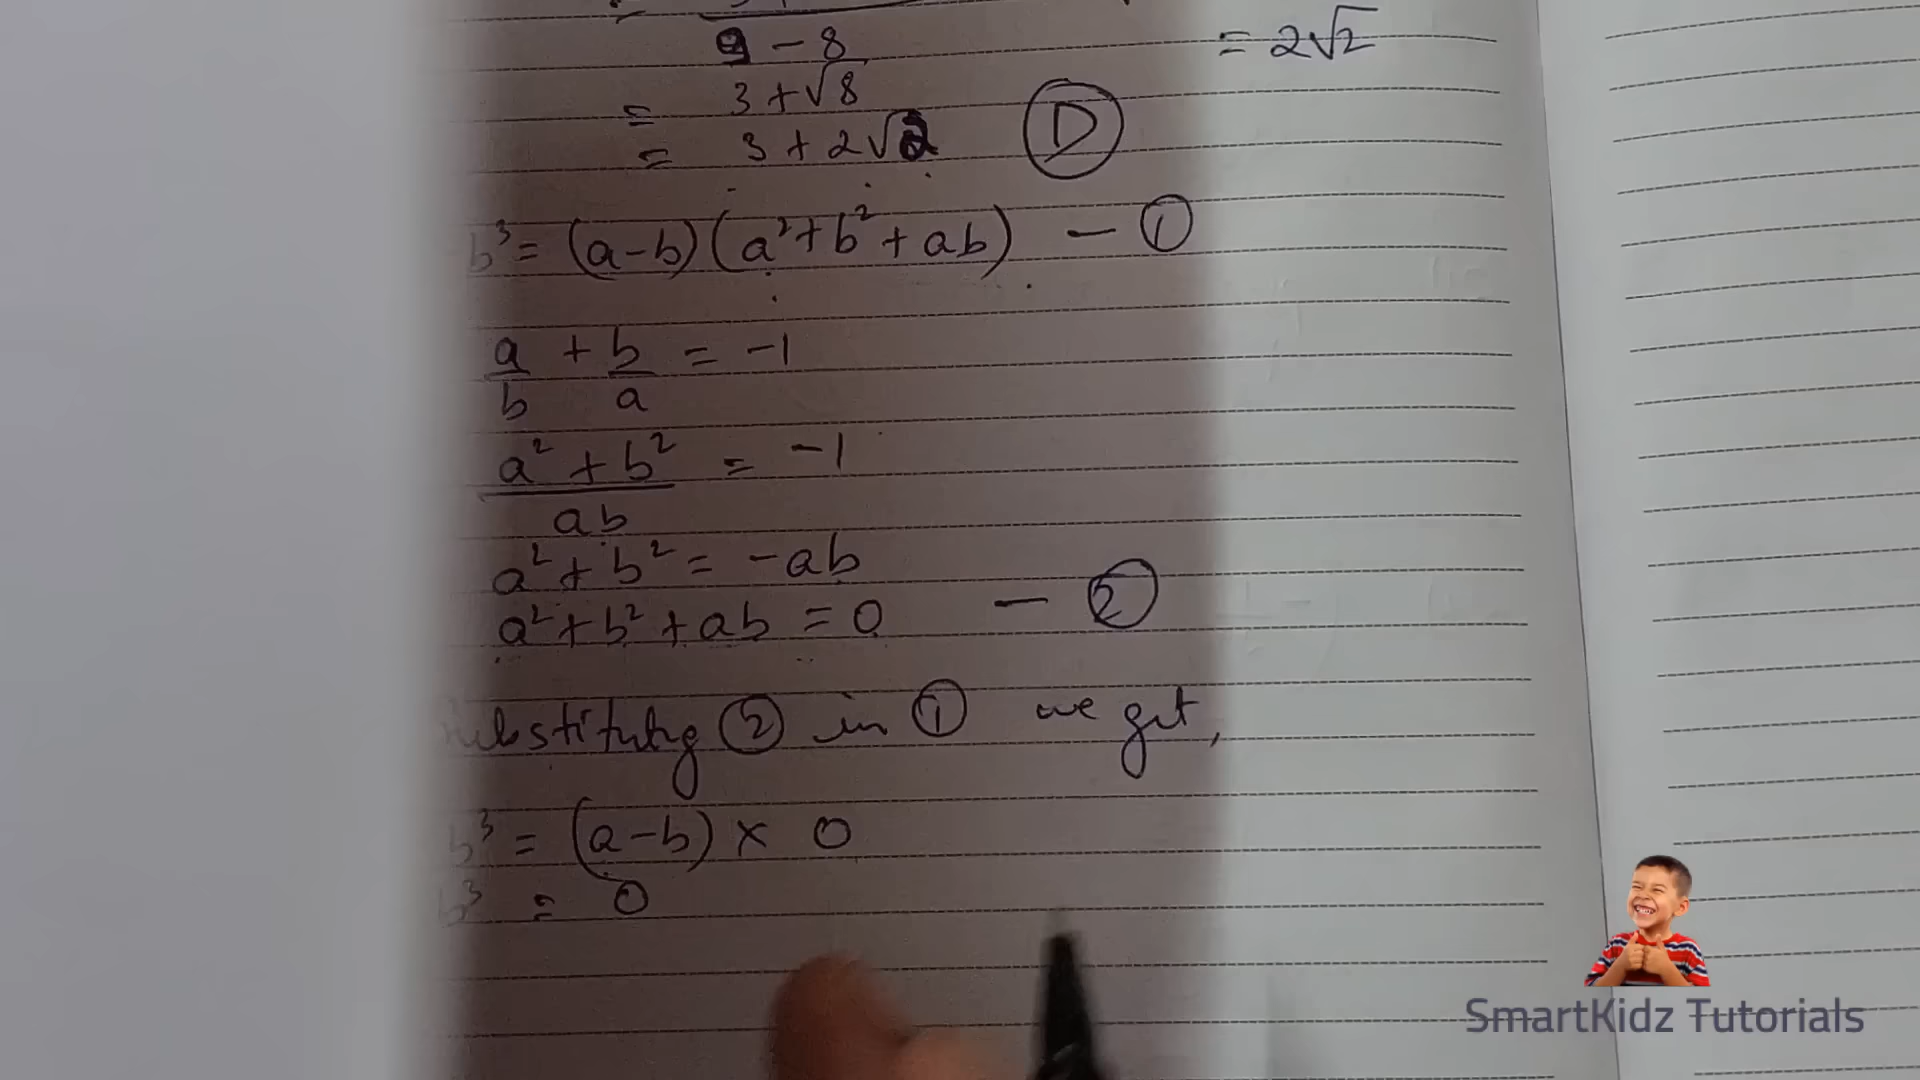 =
9 - 8
= 2√2
= 3 + √8
= 3 + 2√2 D
b³ = (a-b)(a²+b²+ab) - 1
a/b + b/a = -1
(a² + b²)/ab = -1
a² + b² = -ab
a² + b² + ab = 0 - 2
ubstituting 2 in 1 we get,
b³ = (a-b) × 0
b³ = 0
SmartKidz Tutorials